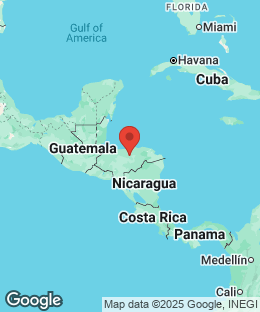 FLORIDA
Gulf of
America
Miami
Havana
Cuba
Guatemala
Nicaragua
Costa Rica
Panama
Medellín
Cali
Google
Map data ©2025 Google, INEGI